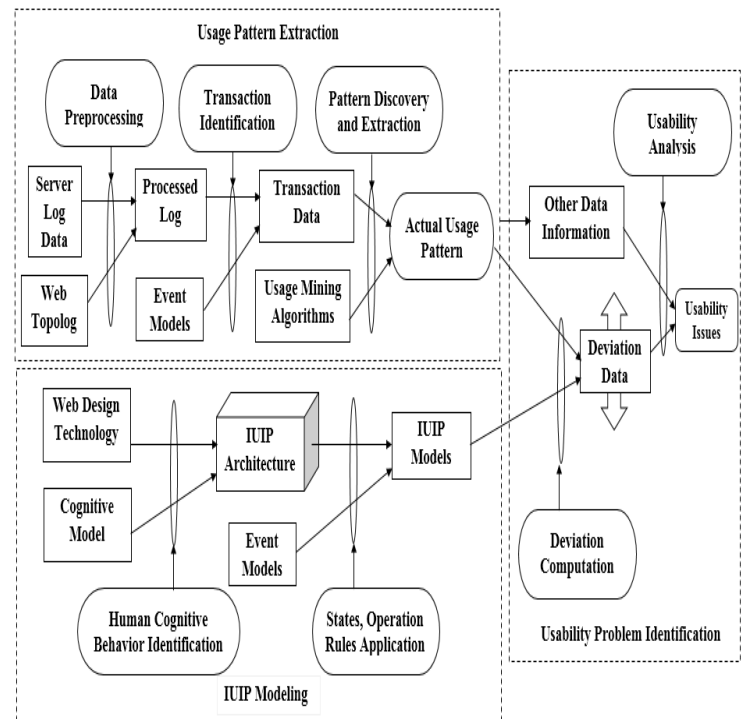 Usage Pattern Extraction
Data
Preprocessing
Transaction
Identification
Pattern Discovery
and Extraction
Server
Log
Data
Processed
Log
Transaction
Data
Actual Usage
Pattern
Web
Topolog
Event
Models
Usage Mining
Algorithms
Usability
Analysis
Other Data
Information
Usability
Issues
Deviation
Data
Deviation
Computation
Usability Problem Identification
Web Design
Technology
IUIP
Architecture
IUIP
Models
Cognitive
Model
Event
Models
Human Cognitive
Behavior Identification
States, Operation
Rules Application
IUIP Modeling